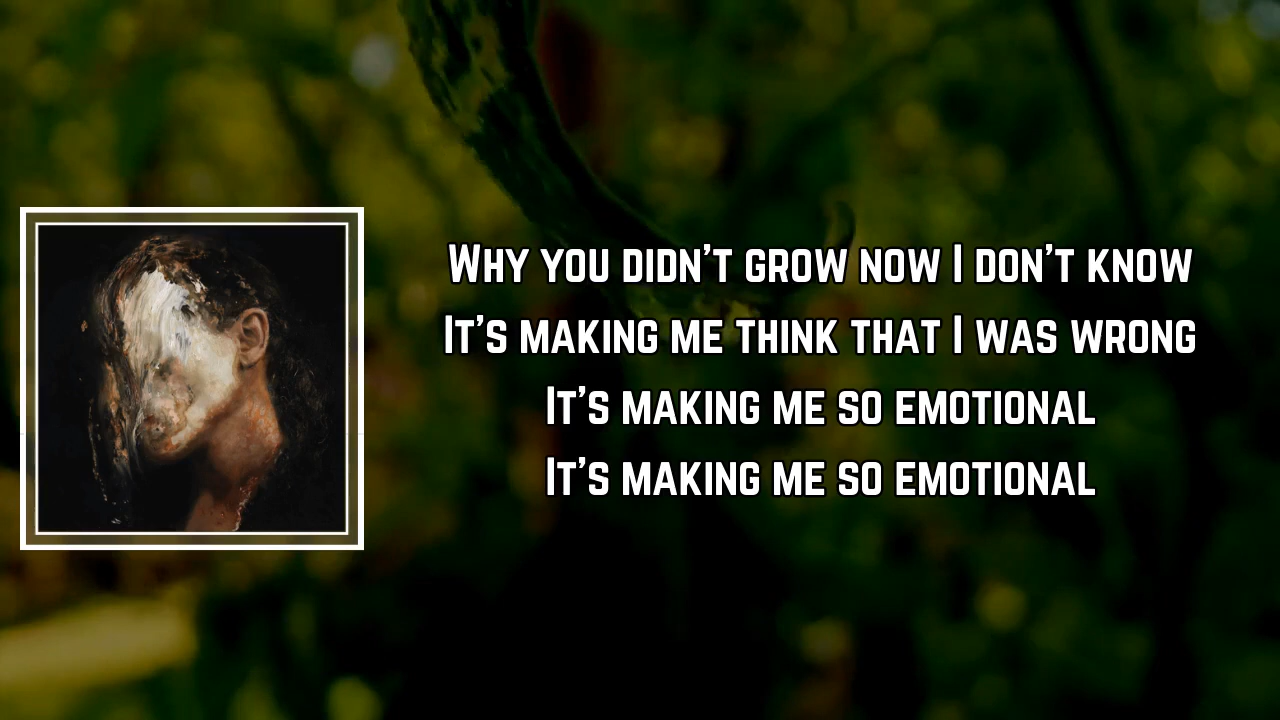 Why you didn't grow now I don't know
It's making me think that I was wrong
It's making me so emotional
It's making me so emotional